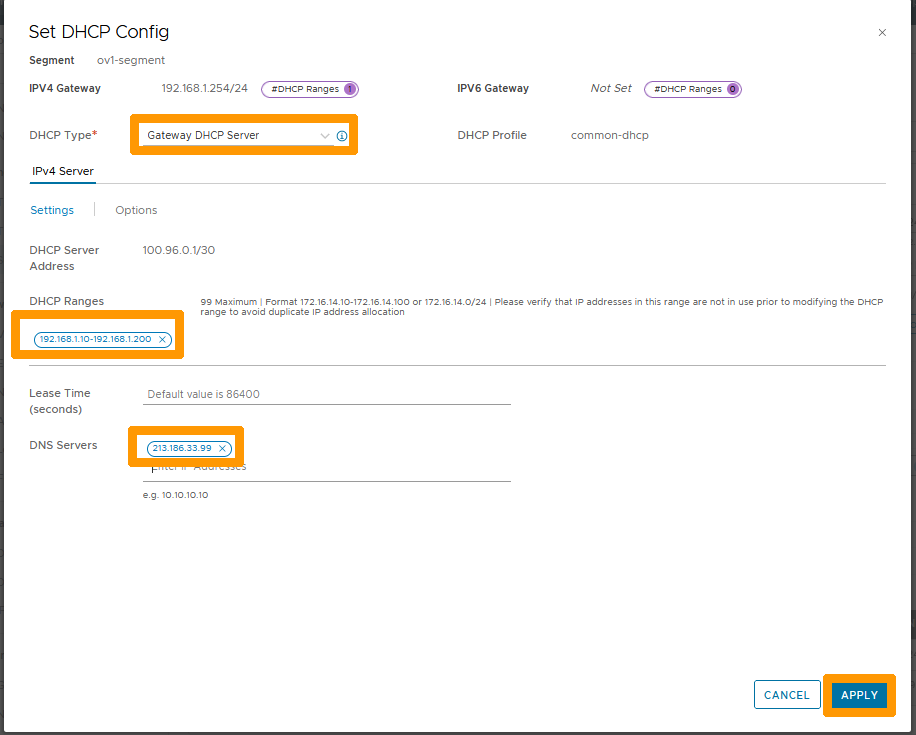 Set DHCP Config
Segment ov1-segment
IPV4 Gateway 192.168.1.254/24 #DHCP Ranges 1 IPV6 Gateway Not Set #DHCP Ranges 0
DHCP Type* Gateway DHCP Server DHCP Profile common-dhcp
IPv4 Server
Settings Options
DHCP Server Address 100.96.0.1/30
DHCP Ranges 99 Maximum | Format 172.16.14.10-172.16.14.100 or 172.16.14.0/24 | Please verify that IP addresses in this range are not in use prior to modifying the DHCP
range to avoid duplicate IP address allocation
192.168.1.10-192.168.1.200
Lease Time (seconds) Default value is 86400
DNS Servers 213.186.33.99
Enter IP Addresses
e.g. 10.10.10.10
CANCEL APPLY